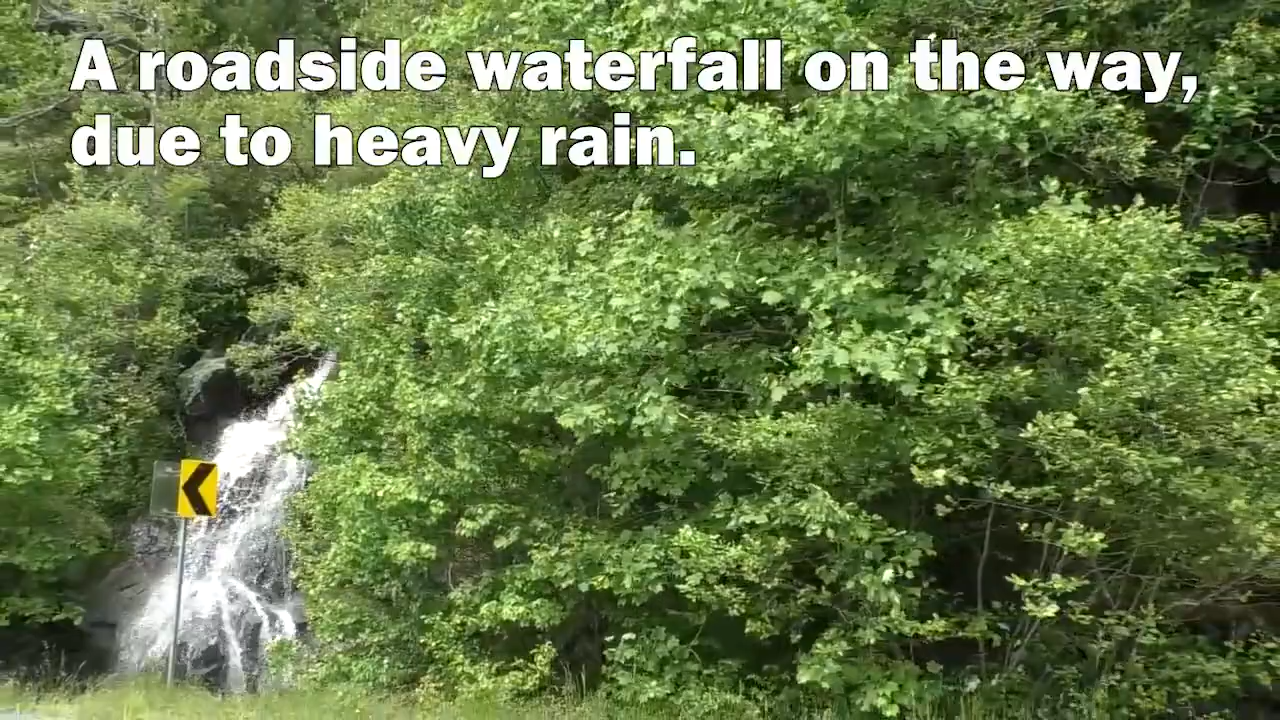 A roadside waterfall on the way,
due to heavy rain.